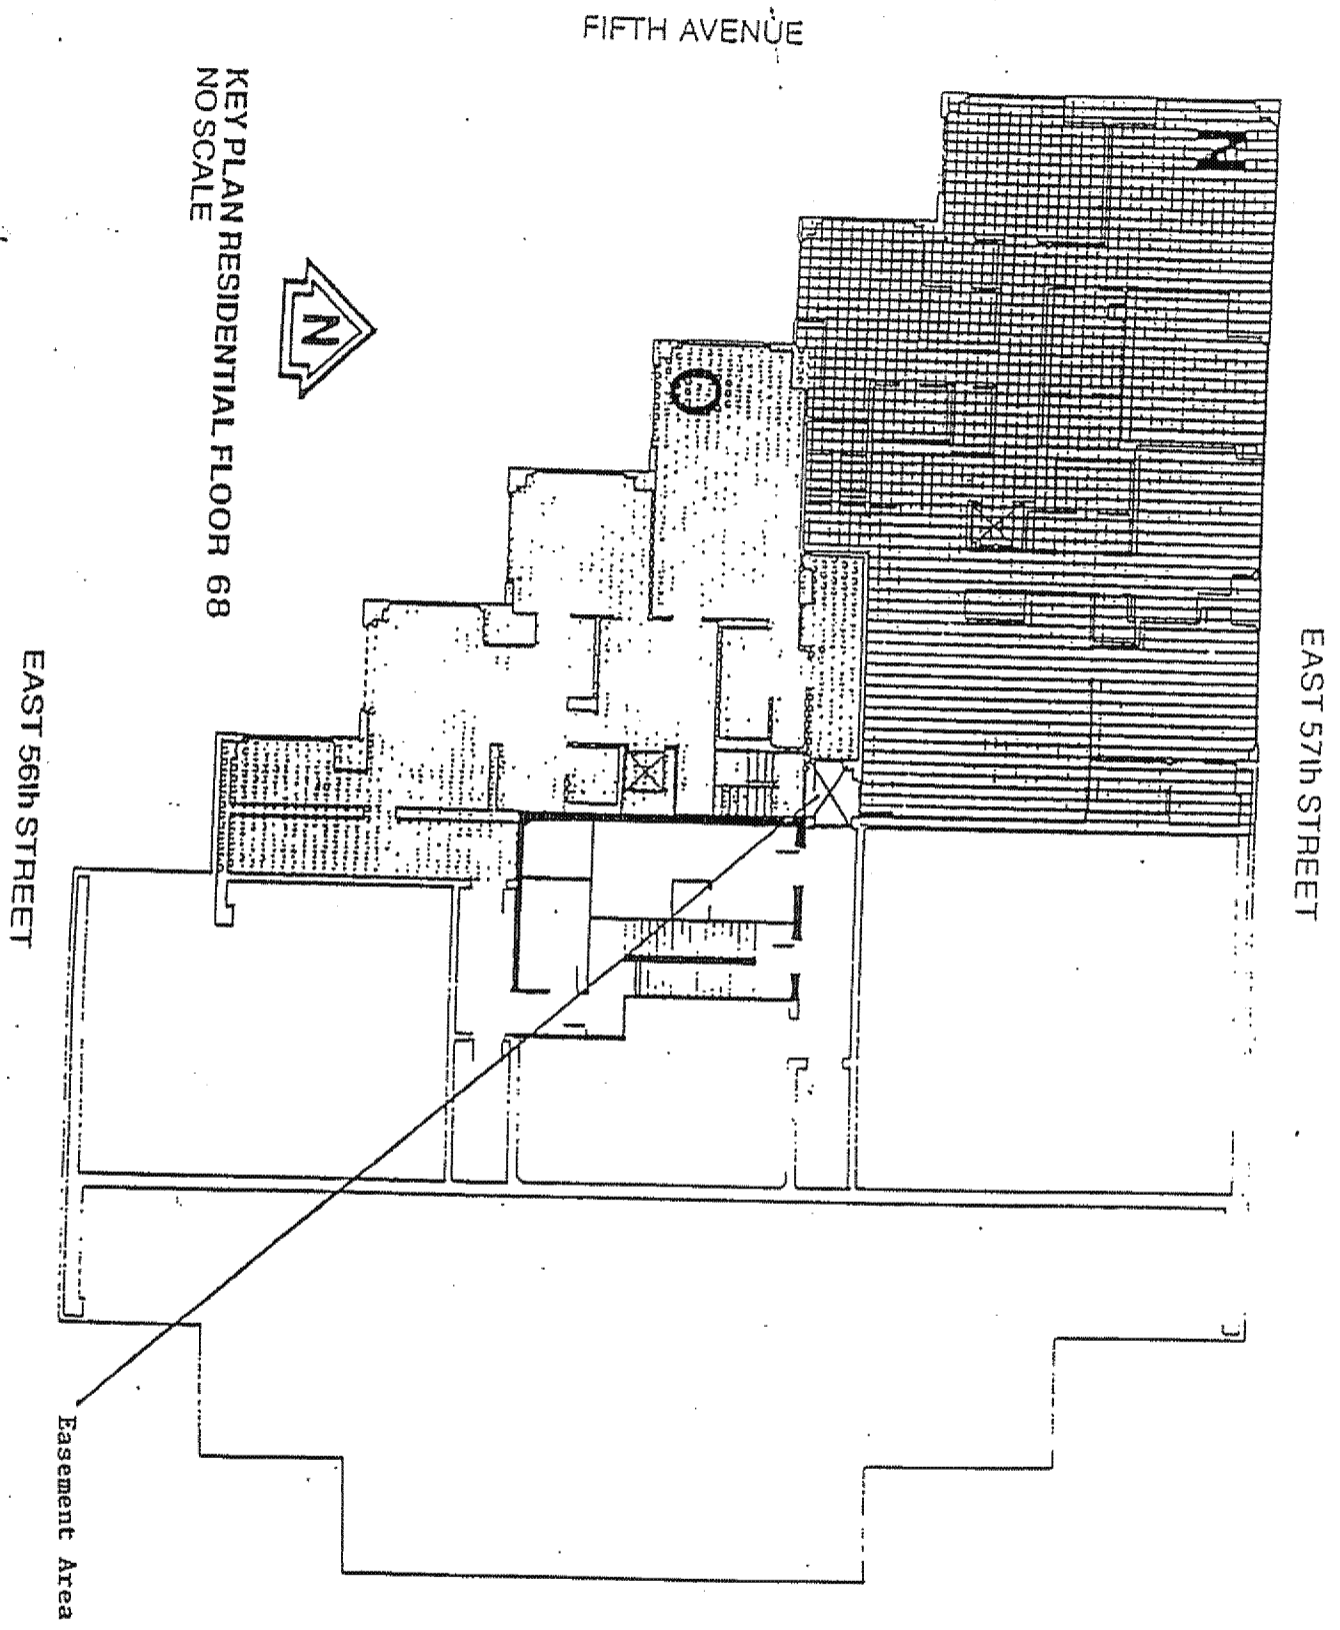 FIFTH AVENUE
KEY PLAN RESIDENTIAL FLOOR 68
NO SCALE
N
N
O
EAST 57th STREET
EAST 56th STREET
Easement Area